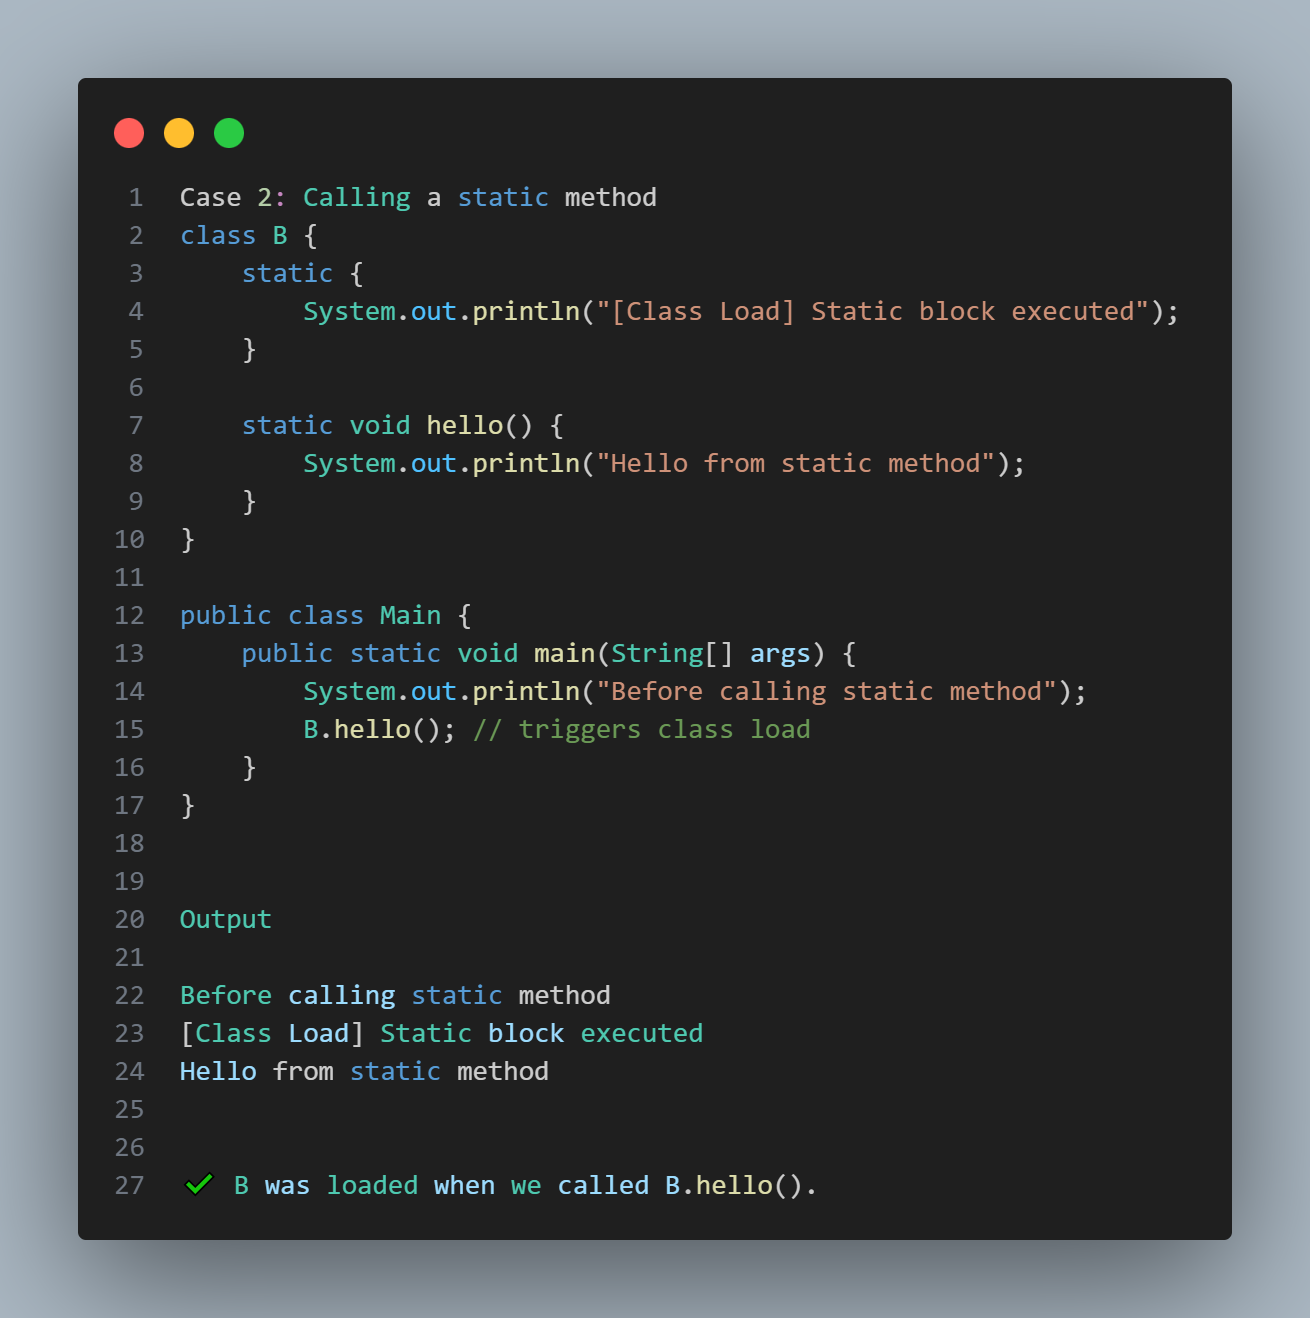 1 Case 2: Calling a static method
2 class B {
3     static {
4         System.out.println("[Class Load] Static block executed");
5     }
6
7     static void hello() {
8         System.out.println("Hello from static method");
9     }
10 }
11
12 public class Main {
13     public static void main(String[] args) {
14         System.out.println("Before calling static method");
15         B.hello(); // triggers class load
16     }
17 }
18
19
20 Output
21
22 Before calling static method
23 [Class Load] Static block executed
24 Hello from static method
25
26
27 ✔ B was loaded when we called B.hello().